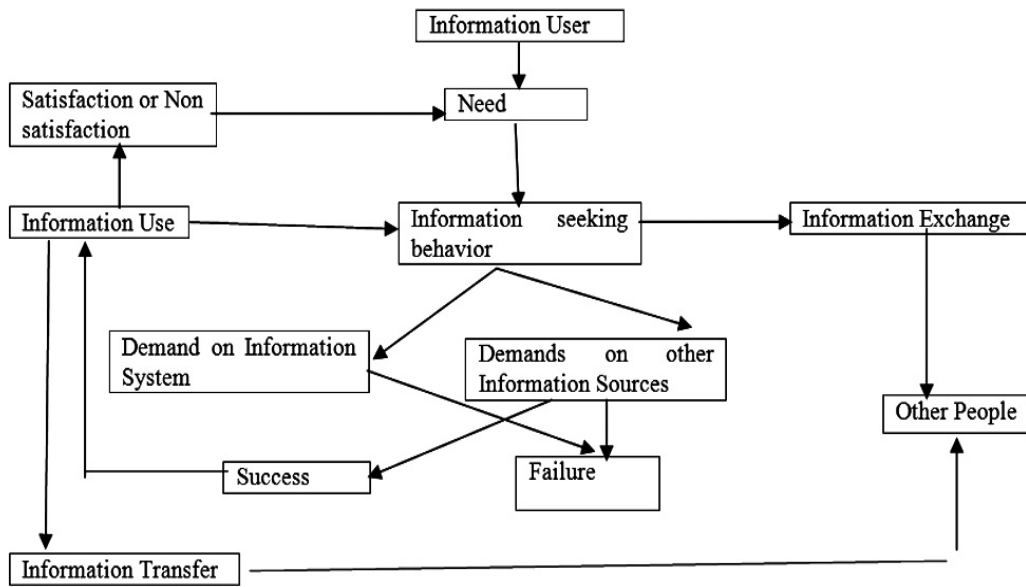 Information User
Satisfaction or Non
satisfaction
Need
Information Use
Information seeking
behavior
Information Exchange
Demand on Information
System
Demands on other
Information Sources
Other People
Success
Failure
Information Transfer